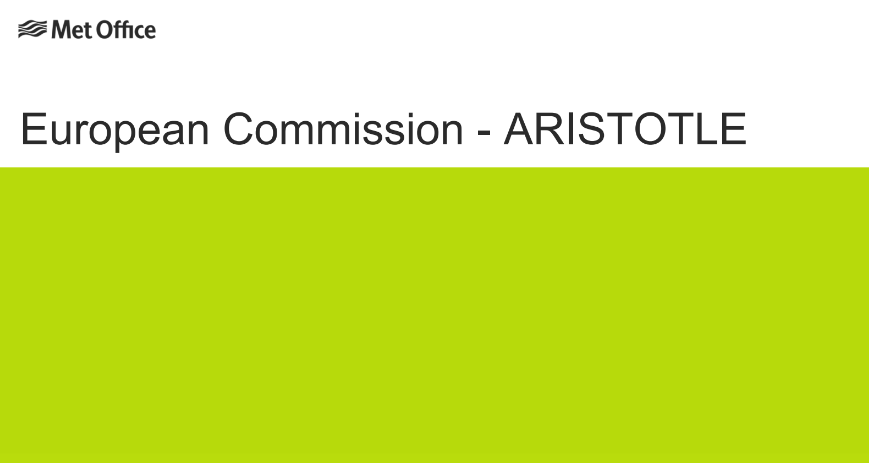 Met Office
European Commission - ARISTOTLE